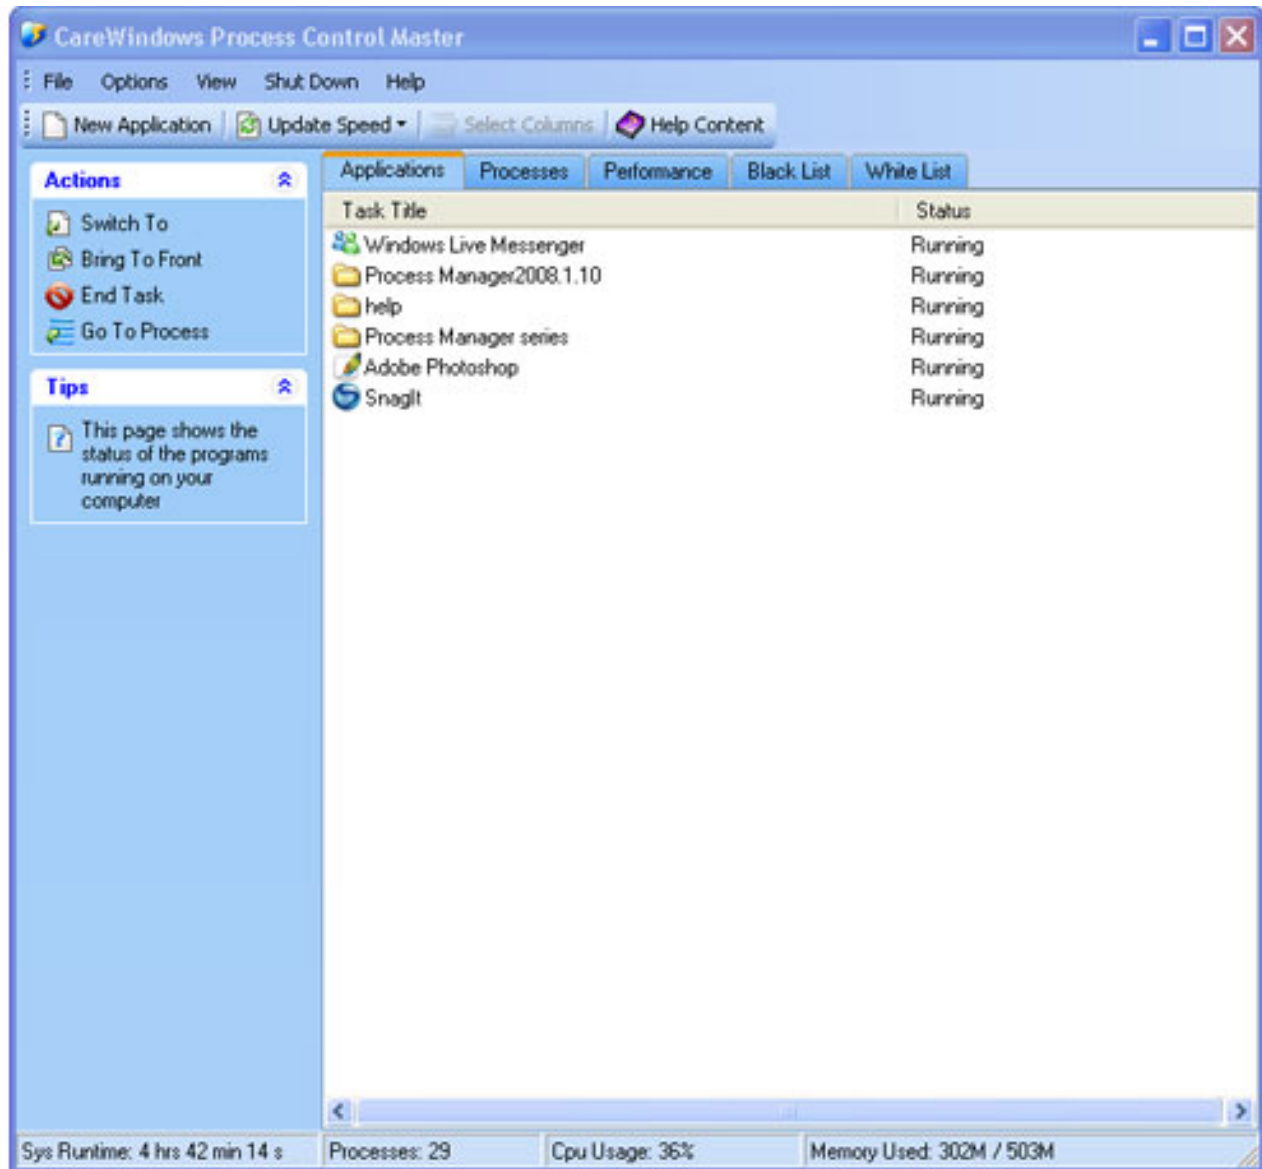 CareWindows Process Control Master
File Options View Shut Down Help
New Application Update Speed Select Columns Help Content
Actions
Switch To
Bring To Front
End Task
Go To Process
Tips
This page shows the
status of the programs
running on your
computer
Applications Processes Performance Black List White List
Task Title Status
Windows Live Messenger Running
Process Manager2008.1.10 Running
help Running
Process Manager series Running
Adobe Photoshop Running
SnagIt Running
Sys Runtime: 4 hrs 42 min 14 s Processes: 29 Cpu Usage: 36% Memory Used: 302M / 503M